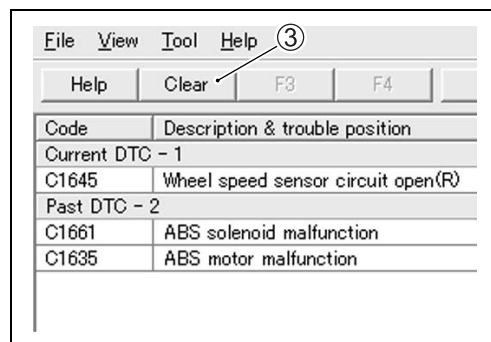 File View Tool Help ③
Help Clear F3 F4
Code Description & trouble position
Current DTC - 1
C1645 Wheel speed sensor circuit open(R)
Past DTC - 2
C1661 ABS solenoid malfunction
C1635 ABS motor malfunction